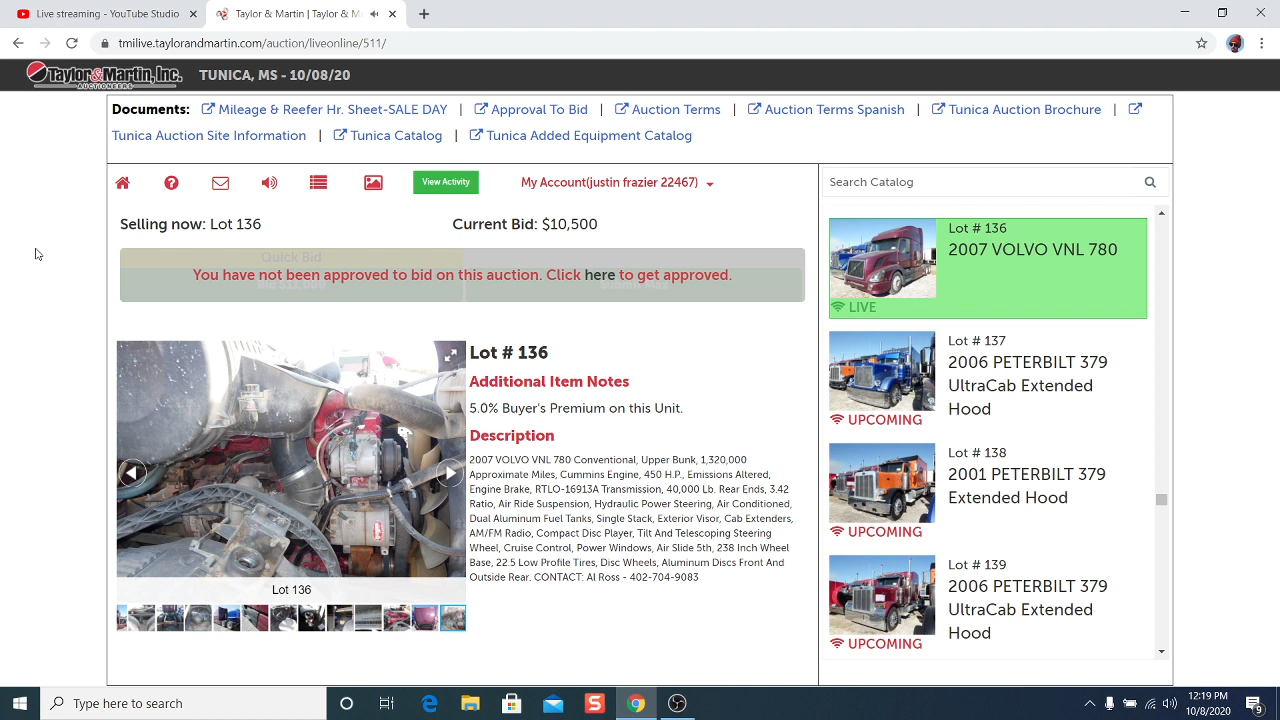 Live streaming - YouTube Studio
Taylor & Martin | Taylor & M
tmilive.taylorandmartin.com/auction/liveonline/511/
Taylor&Martin, Inc.
AUCTIONEERS
TUNICA, MS - 10/08/20
Documents: Mileage & Reefer Hr. Sheet-SALE DAY | Approval To Bid | Auction Terms | Auction Terms Spanish | Tunica Auction Brochure |
Tunica Auction Site Information | Tunica Catalog | Tunica Added Equipment Catalog
View Activity
My Account(justin frazier 22467)
Selling now: Lot 136
Current Bid: $10,500
Quick Bid
You have not been approved to bid on this auction. Click here to get approved.
Bid $11,000
Submit Max
Lot # 136
Additional Item Notes
5.0% Buyer's Premium on this Unit.
Description
2007 VOLVO VNL 780 Conventional, Upper Bunk, 1,320,000
Approximate Miles, Cummins Engine, 450 H.P., Emissions Altered,
Engine Brake, RTLO-16913A Transmission, 40,000 Lb. Rear Ends, 3.42
Ratio, Air Ride Suspension, Hydraulic Power Steering, Air Conditioned,
Dual Aluminum Fuel Tanks, Single Stack, Exterior Visor, Cab Extenders,
AM/FM Radio, Compact Disc Player, Tilt And Telescoping Steering
Wheel, Cruise Control, Power Windows, Air Slide 5th, 238 Inch Wheel
Base, 22.5 Low Profile Tires, Disc Wheels, Aluminum Discs Front And
Outside Rear. CONTACT: Al Ross - 402-704-9083
Lot 136
Search Catalog
Lot # 136
2007 VOLVO VNL 780
LIVE
Lot # 137
2006 PETERBILT 379
UltraCab Extended
Hood
UPCOMING
Lot # 138
2001 PETERBILT 379
Extended Hood
UPCOMING
Lot # 139
2006 PETERBILT 379
UltraCab Extended
Hood
UPCOMING
Type here to search
12:19 PM
10/8/2020
9